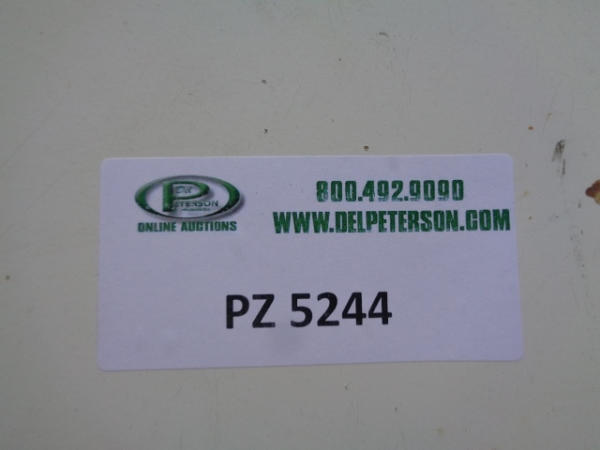 Del
PETERSON
ONLINE AUCTIONS
800.492.9090
WWW.DELPETERSON.COM
PZ 5244